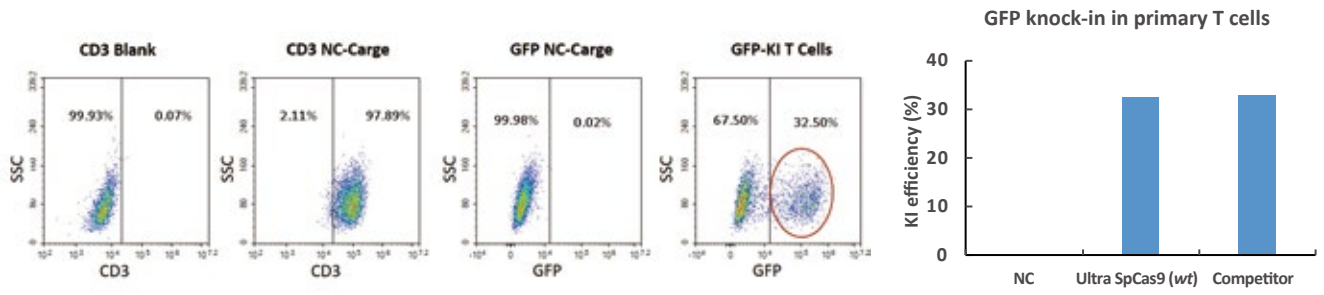 CD3 Blank
99.93%
0.07%
SSC
CD3
CD3 NC-Carge
2.11%
97.89%
SSC
CD3
GFP NC-Carge
99.98%
0.02%
SSC
GFP
GFP-KI T Cells
67.50%
32.50%
SSC
GFP
GFP knock-in in primary T cells
KI efficiency (%)
40
30
20
10
0
NC
Ultra SpCas9 (wt)
Competitor